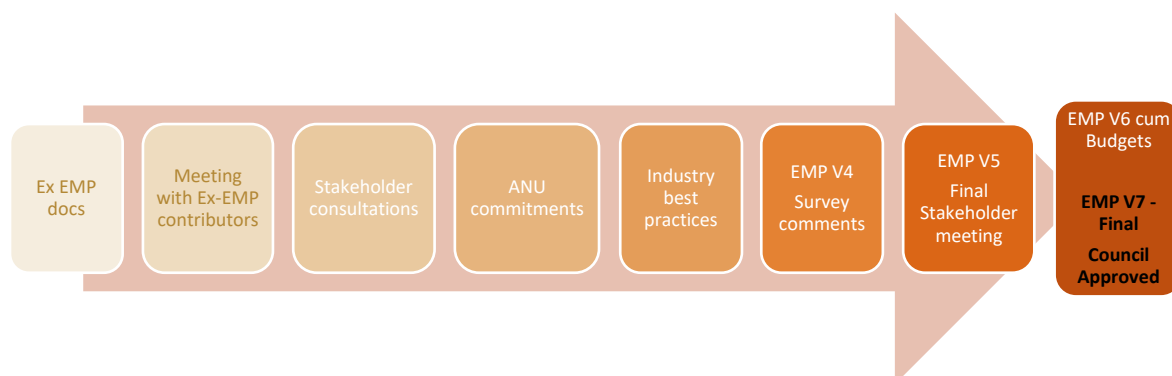 Ex EMP
docs
Meeting
with Ex-EMP
contributors
Stakeholder
consultations
ANU
commitments
Industry
best
practices
EMP V4
Survey
comments
EMP V5
Final
Stakeholder
meeting
EMP V6 cum
Budgets
EMP V7 -
Final
Council
Approved